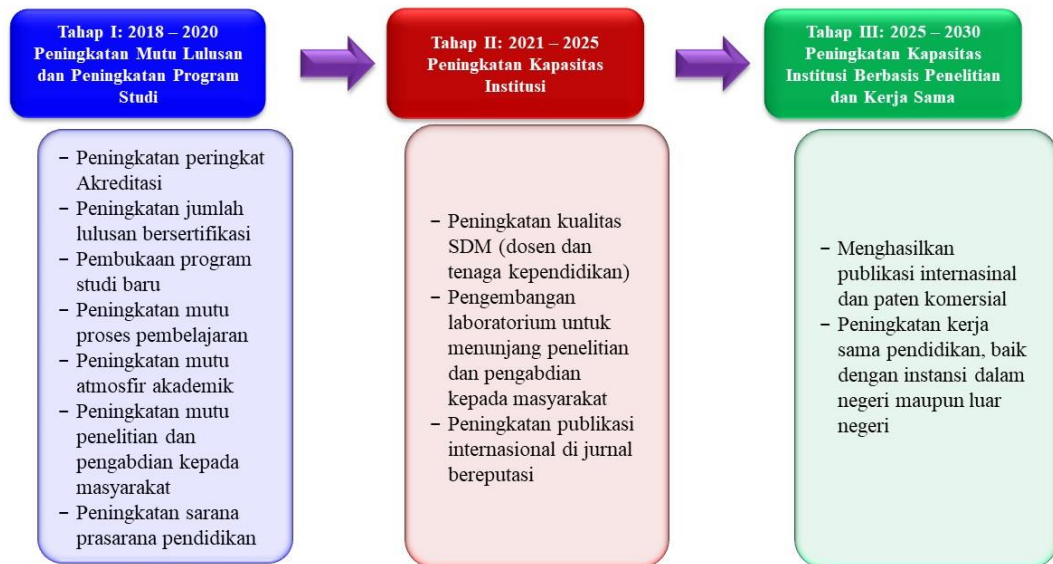 Tahap I: 2018 – 2020
Peningkatan Mutu Lulusan
dan Peningkatan Program
Studi
− Peningkatan peringkat
Akreditasi
− Peningkatan jumlah
lulusan bersertifikasi
− Pembukaan program
studi baru
− Peningkatan mutu
proses pembelajaran
− Peningkatan mutu
atmosfir akademik
− Peningkatan mutu
penelitian dan
pengabdian kepada
masyarakat
− Peningkatan sarana
prasarana pendidikan
Tahap II: 2021 – 2025
Peningkatan Kapasitas
Institusi
− Peningkatan kualitas
SDM (dosen dan
tenaga kependidikan)
− Pengembangan
laboratorium untuk
menunjang penelitian
dan pengabdian
kepada masyarakat
− Peningkatan publikasi
internasional di jurnal
bereputasi
Tahap III: 2025 – 2030
Peningkatan Kapasitas
Institusi Berbasis Penelitian
dan Kerja Sama
− Menghasilkan
publikasi internasinal
dan paten komersial
− Peningkatan kerja
sama pendidikan, baik
dengan instansi dalam
negeri maupun luar
negeri